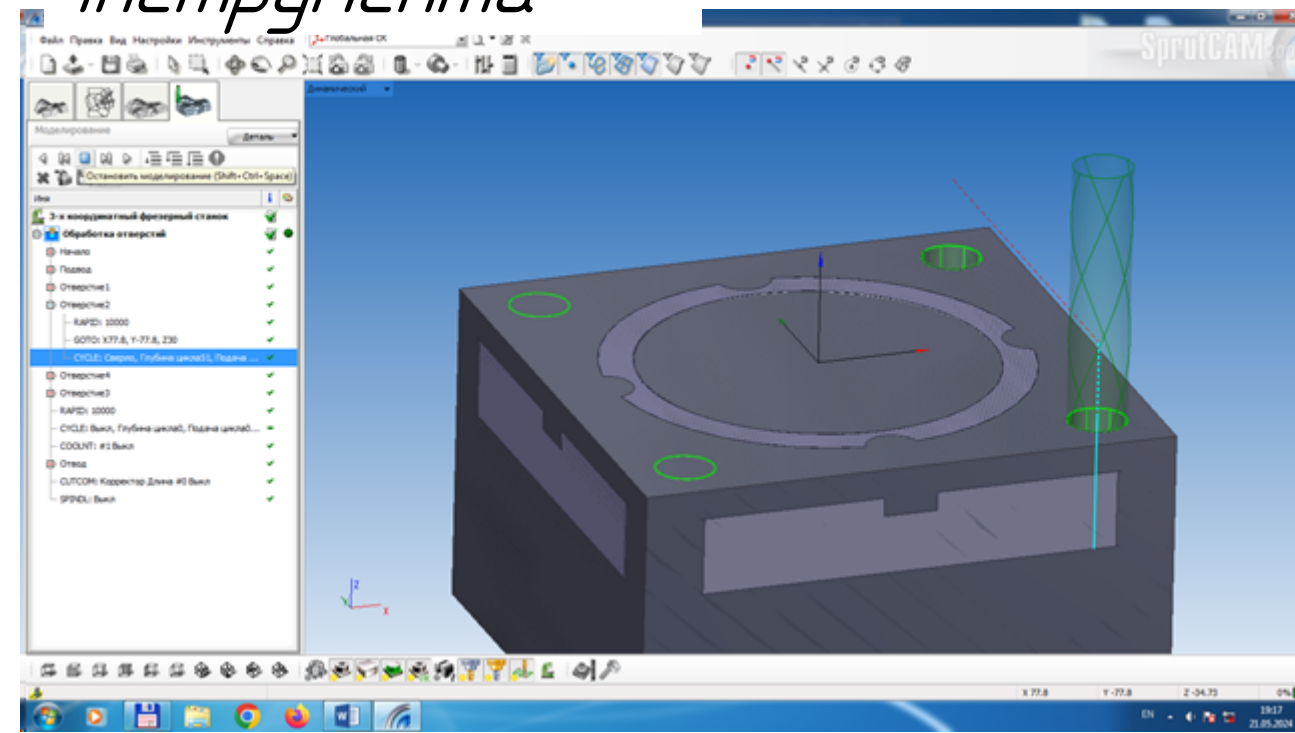 инструмента
Файл Правка Вид Настройки Инструменты Справка
Глобальная СК
SprutCAM
Динамический
Моделирование
Деталь
Остановить моделирование (Shift+Ctrl+Space)
Имя
3-х координатный фрезерный станок
Обработка отверстий
Начало
Подвод
Отверстие1
Отверстие2
RAPID: 10000
GOTO: X77.8, Y-77.8, Z30
CYCLE: Сверло, Глубина цикла51, Подача ...
Отверстие4
Отверстие3
RAPID: 10000
CYCLE: Выкл, Глубина цикла0, Подача цикла0...
COOLNT: #1 Выкл
Отвод
CUTCOM: Корректор Длина #0 Выкл
SPINDL: Выкл
Z
Y
X
X 77.8 Y -77.8 Z -34.73 0%
EN
19:17
21.05.2024